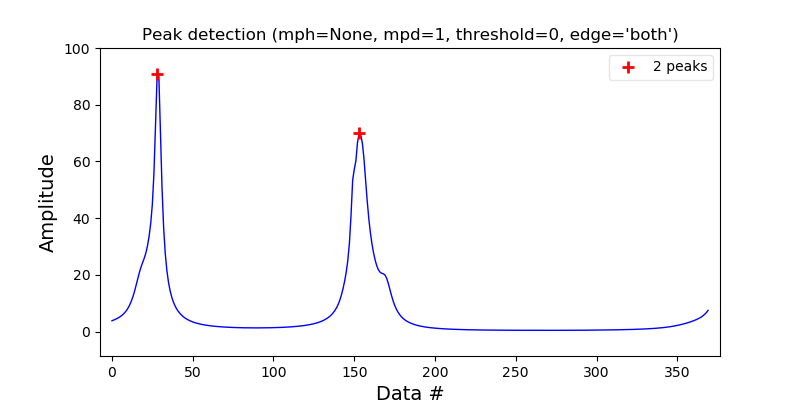 Peak detection (mph=None, mpd=1, threshold=0, edge='both')
2 peaks
Amplitude
100
80
60
40
20
0
0 50 100 150 200 250 300 350
Data #